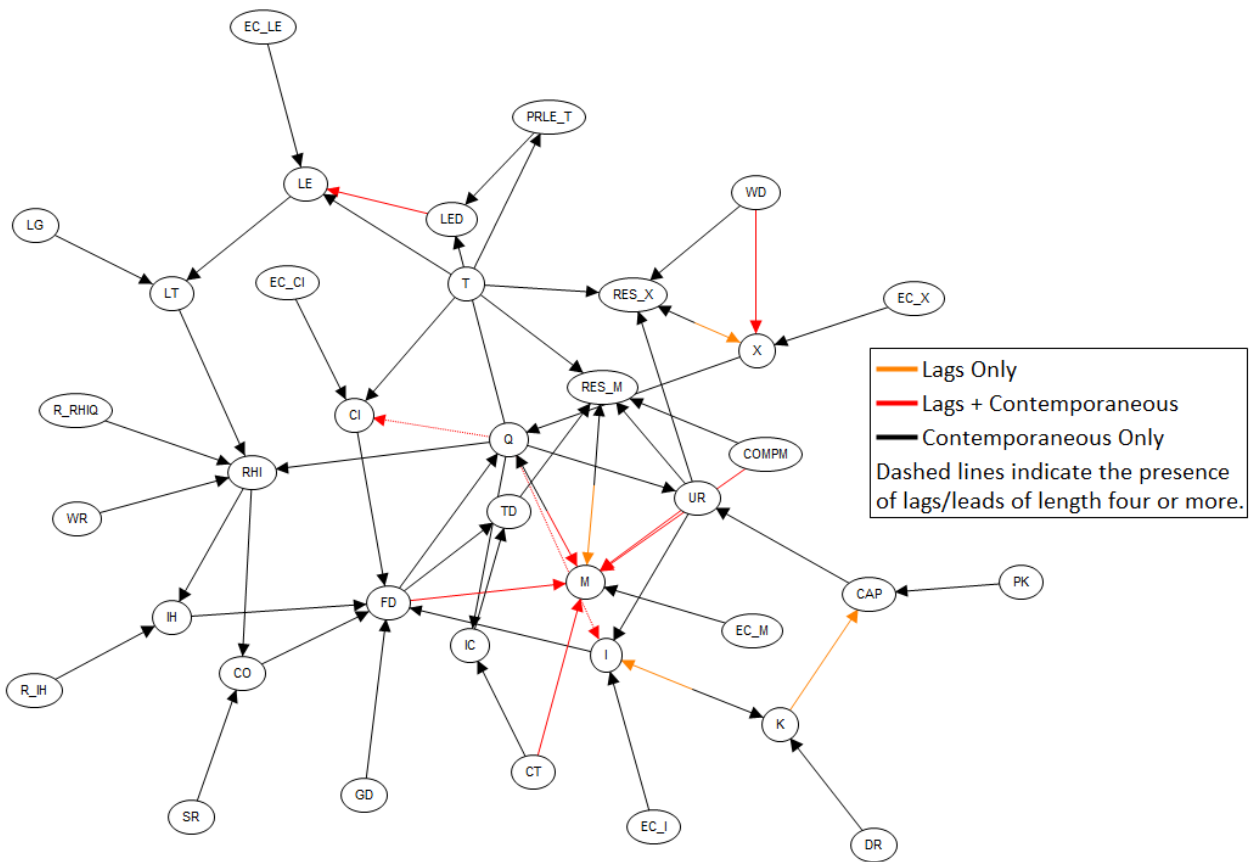 EC_LE
PRLE_T
LE
WD
LED
LG
EC_CI
T
LT
RES_X
EC_X
X
Lags Only
RES_M
Lags + Contemporaneous
R_RHIQ
CI
Contemporaneous Only
Q
COMPM
RHI
Dashed lines indicate the presence
UR
of lags/leads of length four or more.
WR
TD
M
PK
CAP
FD
IH
EC_M
IC
I
CO
R_IH
K
CT
GD
SR
EC_I
DR